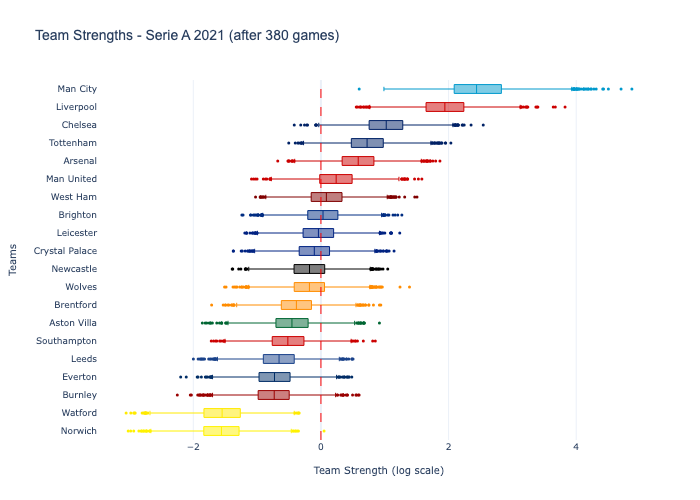 Team Strengths - Serie A 2021 (after 380 games)
Man City
Liverpool
Chelsea
Tottenham
Arsenal
Man United
West Ham
Brighton
Leicester
Crystal Palace
Newcastle
Wolves
Brentford
Aston Villa
Southampton
Leeds
Everton
Burnley
Watford
Norwich
Teams
−2 0 2 4
Team Strength (log scale)